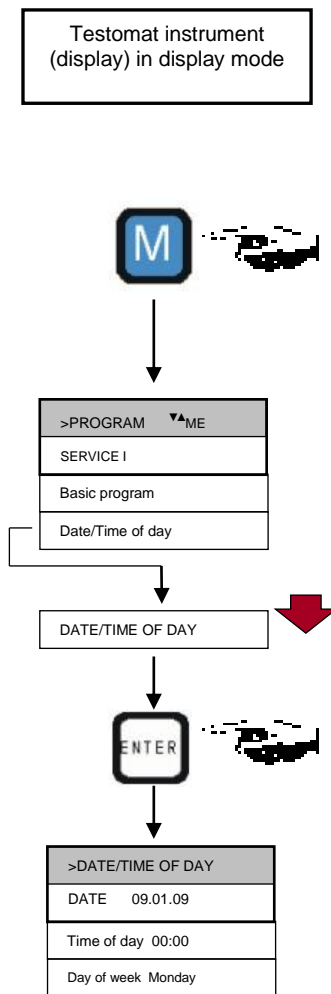 Testomat instrument
(display) in display mode
M
>PROGRAM ▼▲ME
SERVICE I
Basic program
Date/Time of day
DATE/TIME OF DAY
ENTER
>DATE/TIME OF DAY
DATE 09.01.09
Time of day 00:00
Day of week Monday